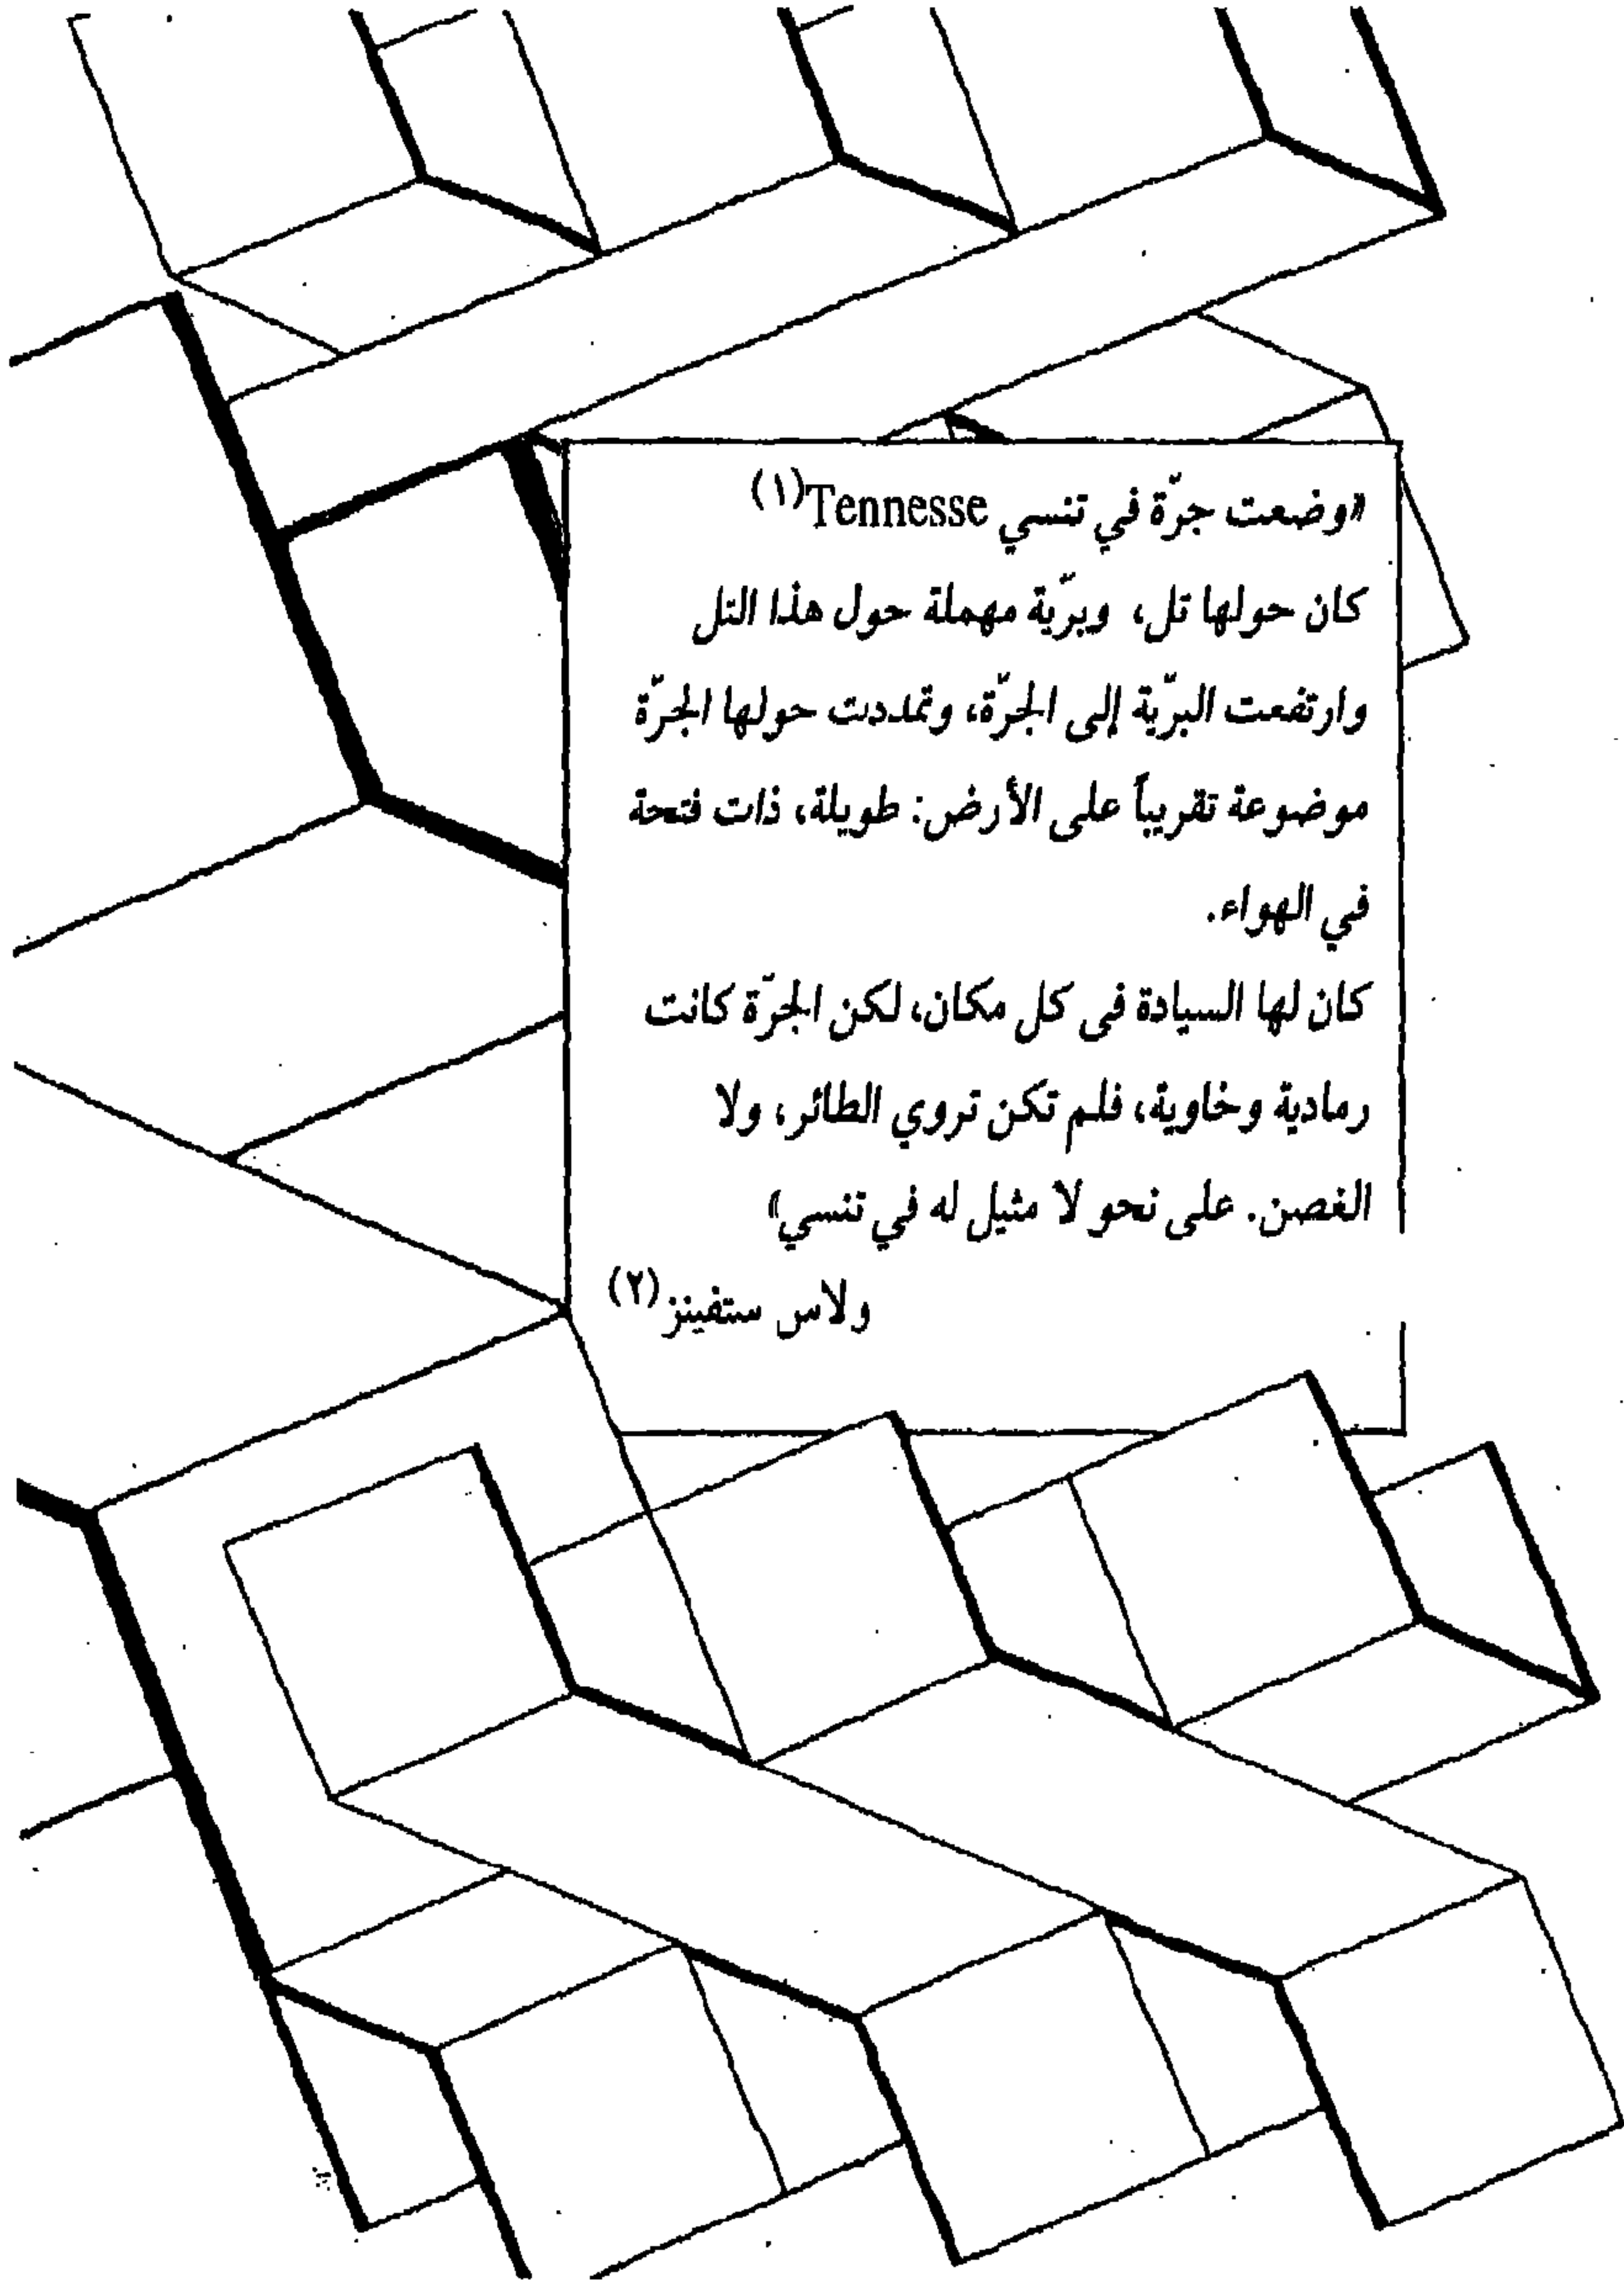 «وضعت جرّة في تنسي Tennesse(١)
كان حولها تل، وبرّية مهملة حول هذا التل
وارتفعت البرّية إلى الجرّة، وتمددت حولها الجرّة
موضوعة تقريباً على الأرض: طويلة، ذات فتحة
في الهواء.
كان لها السيادة في كل مكان، لكن الجرّة كانت
رمادية وخاوية، فلم تكن تروي الطائر، ولا
الغصن. على نحو لا مثيل له في تنسي»
ولاس ستفينز(٢)